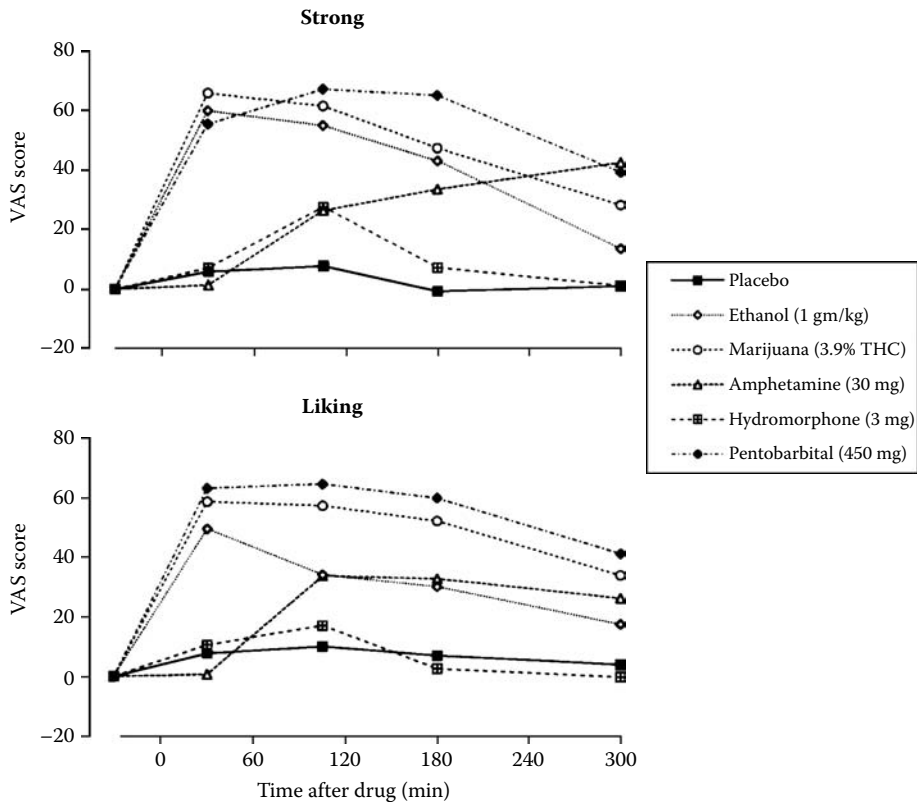 Strong
80
60
40
20
0
−20
VAS score
Placebo
Ethanol (1 gm/kg)
Marijuana (3.9% THC)
Amphetamine (30 mg)
Hydromorphone (3 mg)
Pentobarbital (450 mg)
Liking
80
60
40
20
0
−20
VAS score
0 60 120 180 240 300
Time after drug (min)